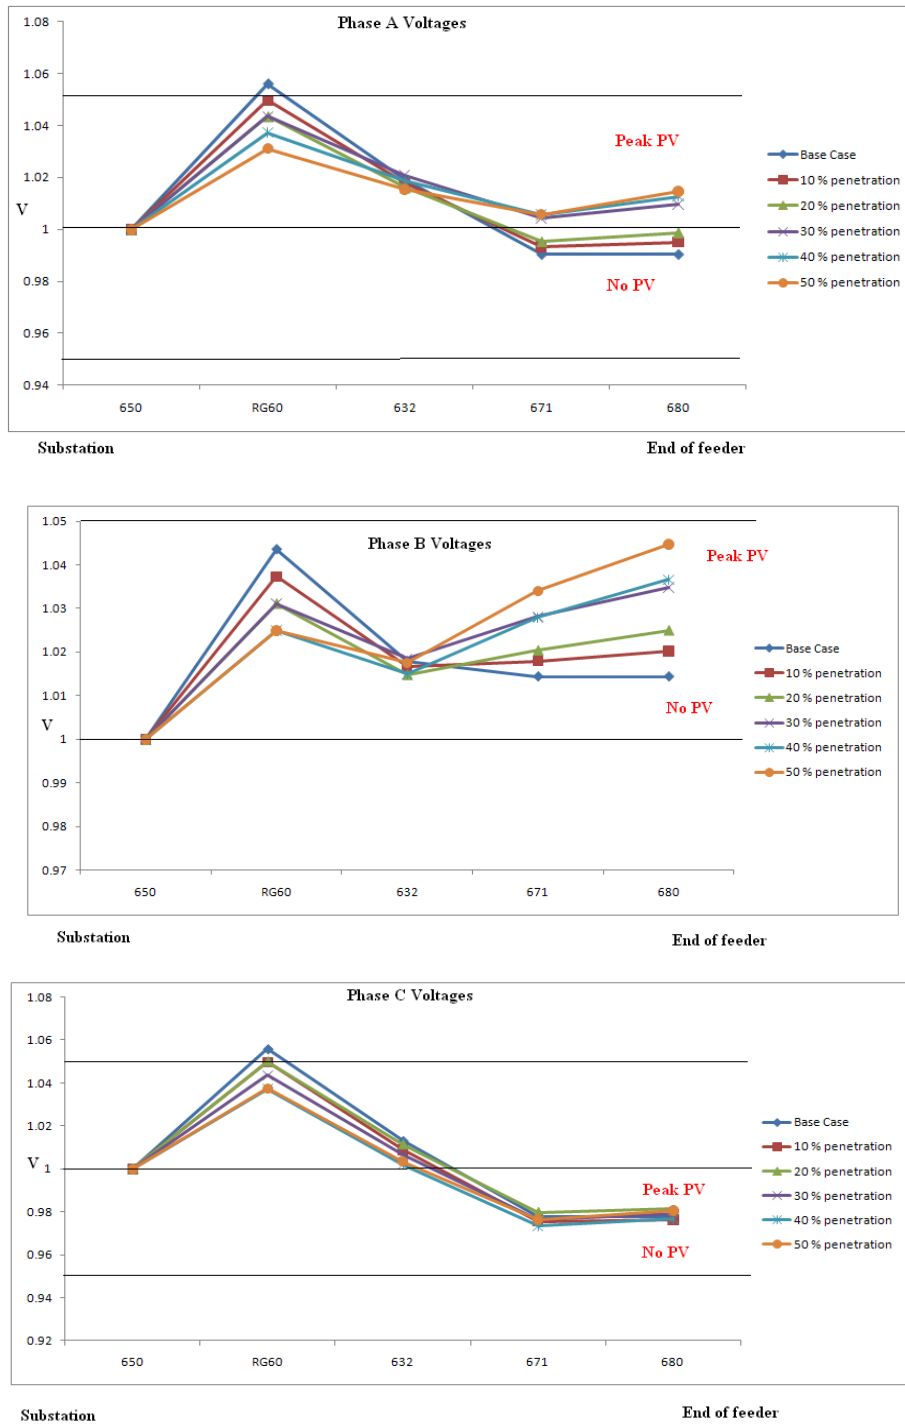 Phase A Voltages
1.08
1.06
1.04
1.02
1
0.98
0.96
0.94
V
Peak PV
No PV
650 RG60 632 671 680
Base Case
10 % penetration
20 % penetration
30 % penetration
40 % penetration
50 % penetration
Substation End of feeder
Phase B Voltages
1.05
1.04
1.03
1.02
1.01
1
0.99
0.98
0.97
V
Peak PV
No PV
650 RG60 632 671 680
Base Case
10 % penetration
20 % penetration
30 % penetration
40 % penetration
50 % penetration
Substation End of feeder
Phase C Voltages
1.08
1.06
1.04
1.02
1
0.98
0.96
0.94
0.92
V
Peak PV
No PV
650 RG60 632 671 680
Base Case
10 % penetration
20 % penetration
30 % penetration
40 % penetration
50 % penetration
Substation End of feeder